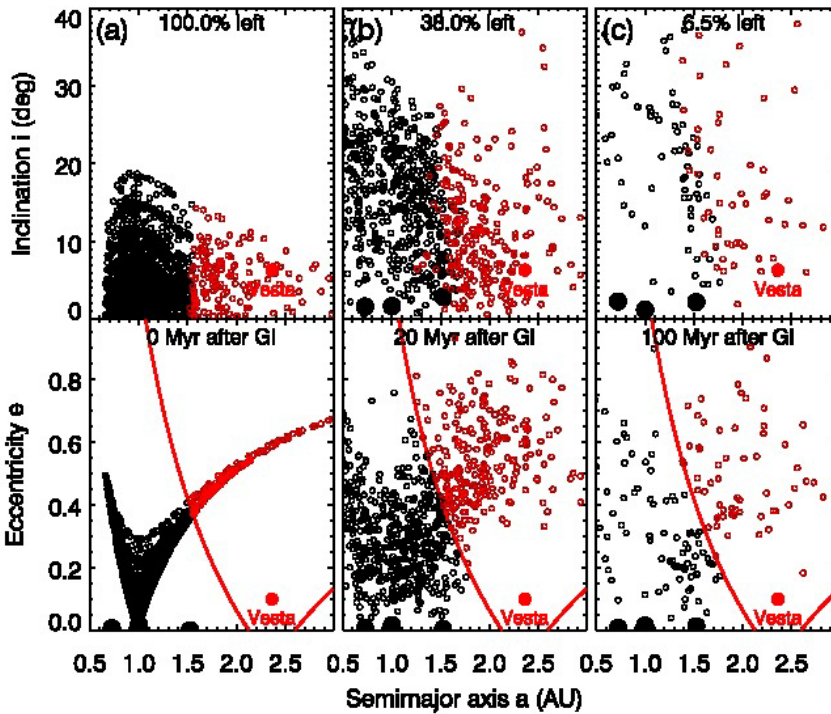 (a) 100.0% left
(b) 38.0% left
(c) 6.5% left
Inclination i (deg)
40
30
20
10
0
Vesta
Vesta
Vesta
0 Myr after GI
20 Myr after GI
100 Myr after GI
Eccentricity e
0.8
0.6
0.4
0.2
0.0
Vesta
Vesta
Vesta
0.5 1.0 1.5 2.0 2.5 0.5 1.0 1.5 2.0 2.5 0.5 1.0 1.5 2.0 2.5
Semimajor axis a (AU)